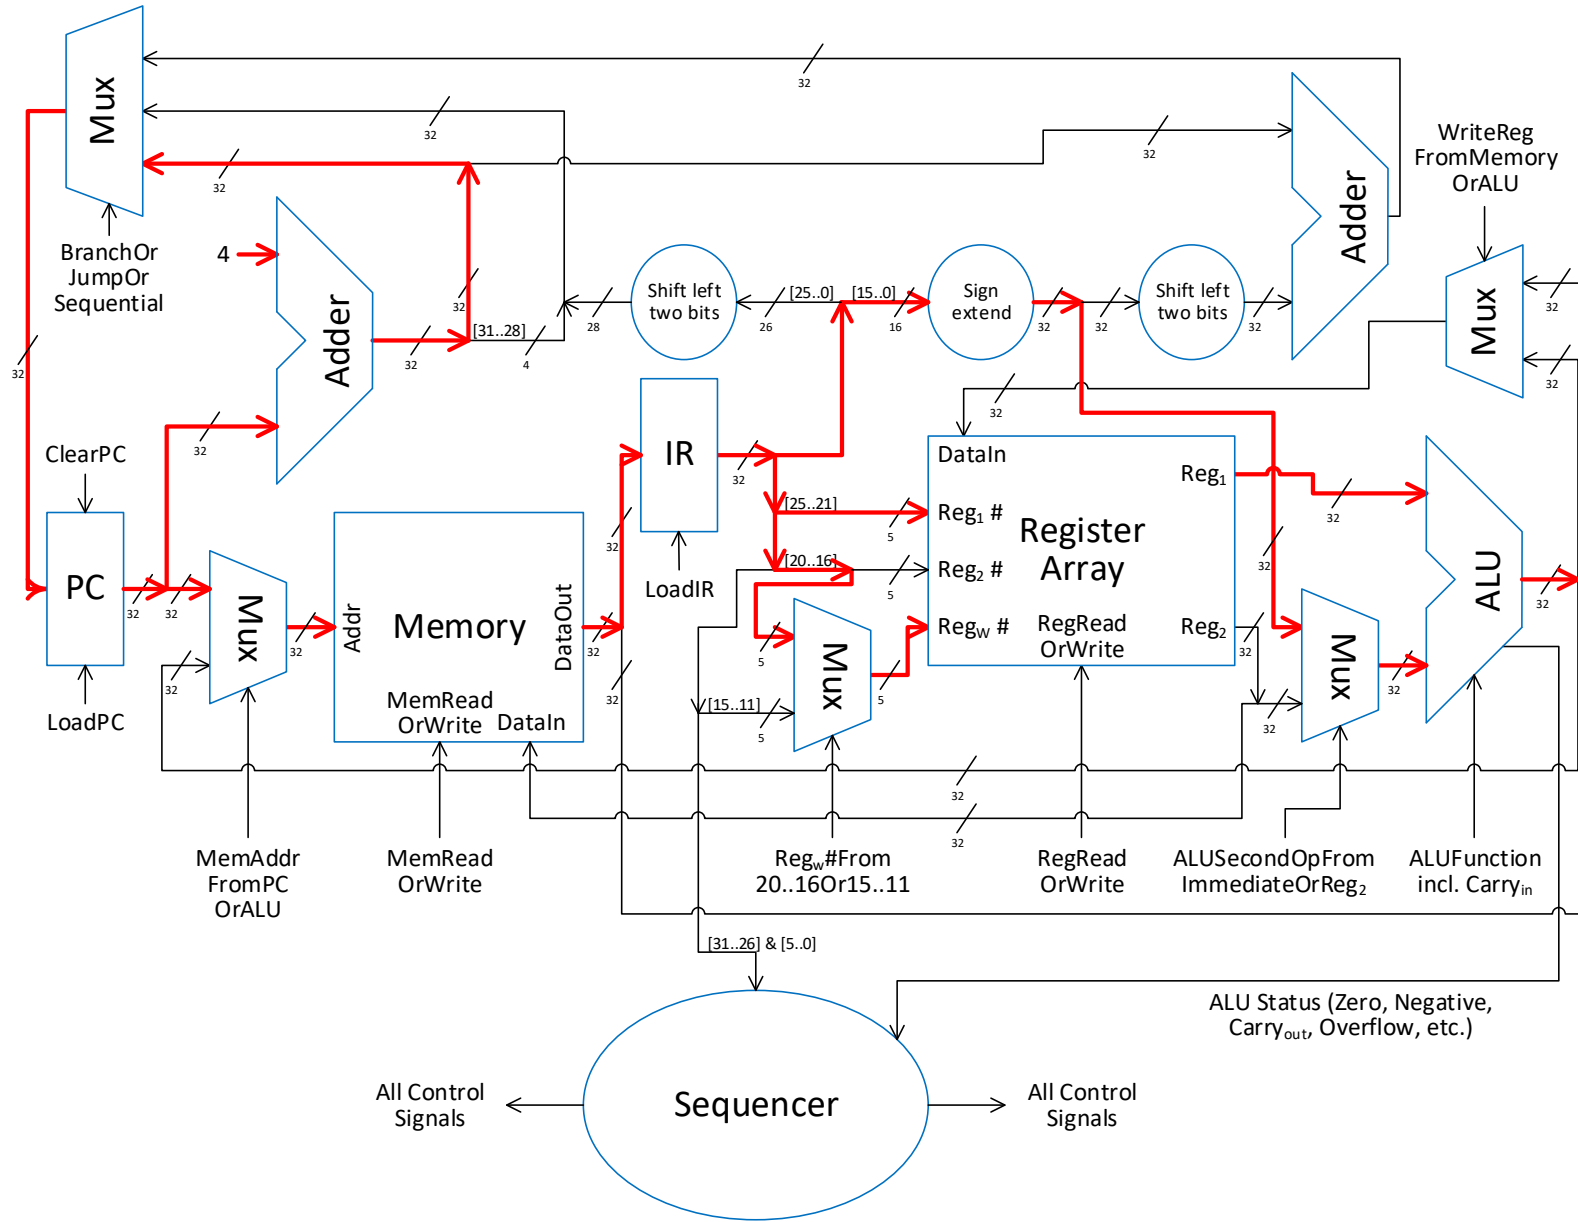 32
Mux
32
32
32
WriteReg
FromMemory
OrALU
32
BranchOr
JumpOr
Sequential
4
Adder
32
[31..28]
32
4
28
Shift left
two bits
[25..0]
26
[15..0]
16
Sign
extend
32
32
Shift left
two bits
32
Adder
Mux
32
32
32
32
32
ClearPC
PC
LoadPC
32
32
Mux
32
32
Addr
Memory
DataOut
MemRead
OrWrite
DataIn
32
32
32
IR
LoadIR
32
[25..21]
5
[20..16]
5
5
[15..11]
5
Mux
5
DataIn
Reg1 #
Reg2 #
RegW #
Register
Array
RegRead
OrWrite
Reg1
Reg2
32
32
32
32
Mux
32
ALU
32
32
32
MemAddr
FromPC
OrALU
MemRead
OrWrite
Regw#From
20..16Or15..11
RegRead
OrWrite
ALUSecondOpFrom
ImmediateOrReg2
ALUFunction
incl. Carryin
[31..26] & [5..0]
ALU Status (Zero, Negative,
Carryout, Overflow, etc.)
All Control
Signals
Sequencer
All Control
Signals